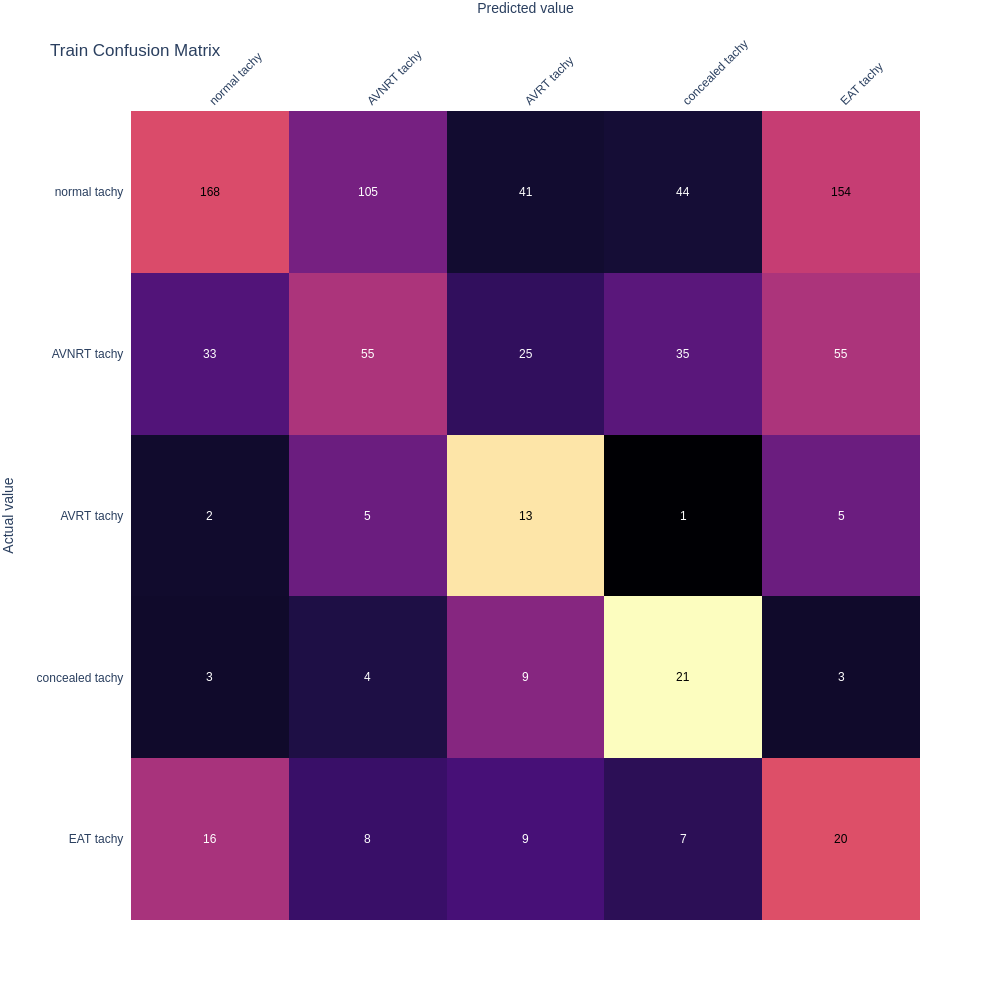 Predicted value
Train Confusion Matrix
normal tachy
AVNRT tachy
AVRT tachy
concealed tachy
EAT tachy
Actual value
normal tachy 168 105 41 44 154
AVNRT tachy 33 55 25 35 55
AVRT tachy 2 5 13 1 5
concealed tachy 3 4 9 21 3
EAT tachy 16 8 9 7 20